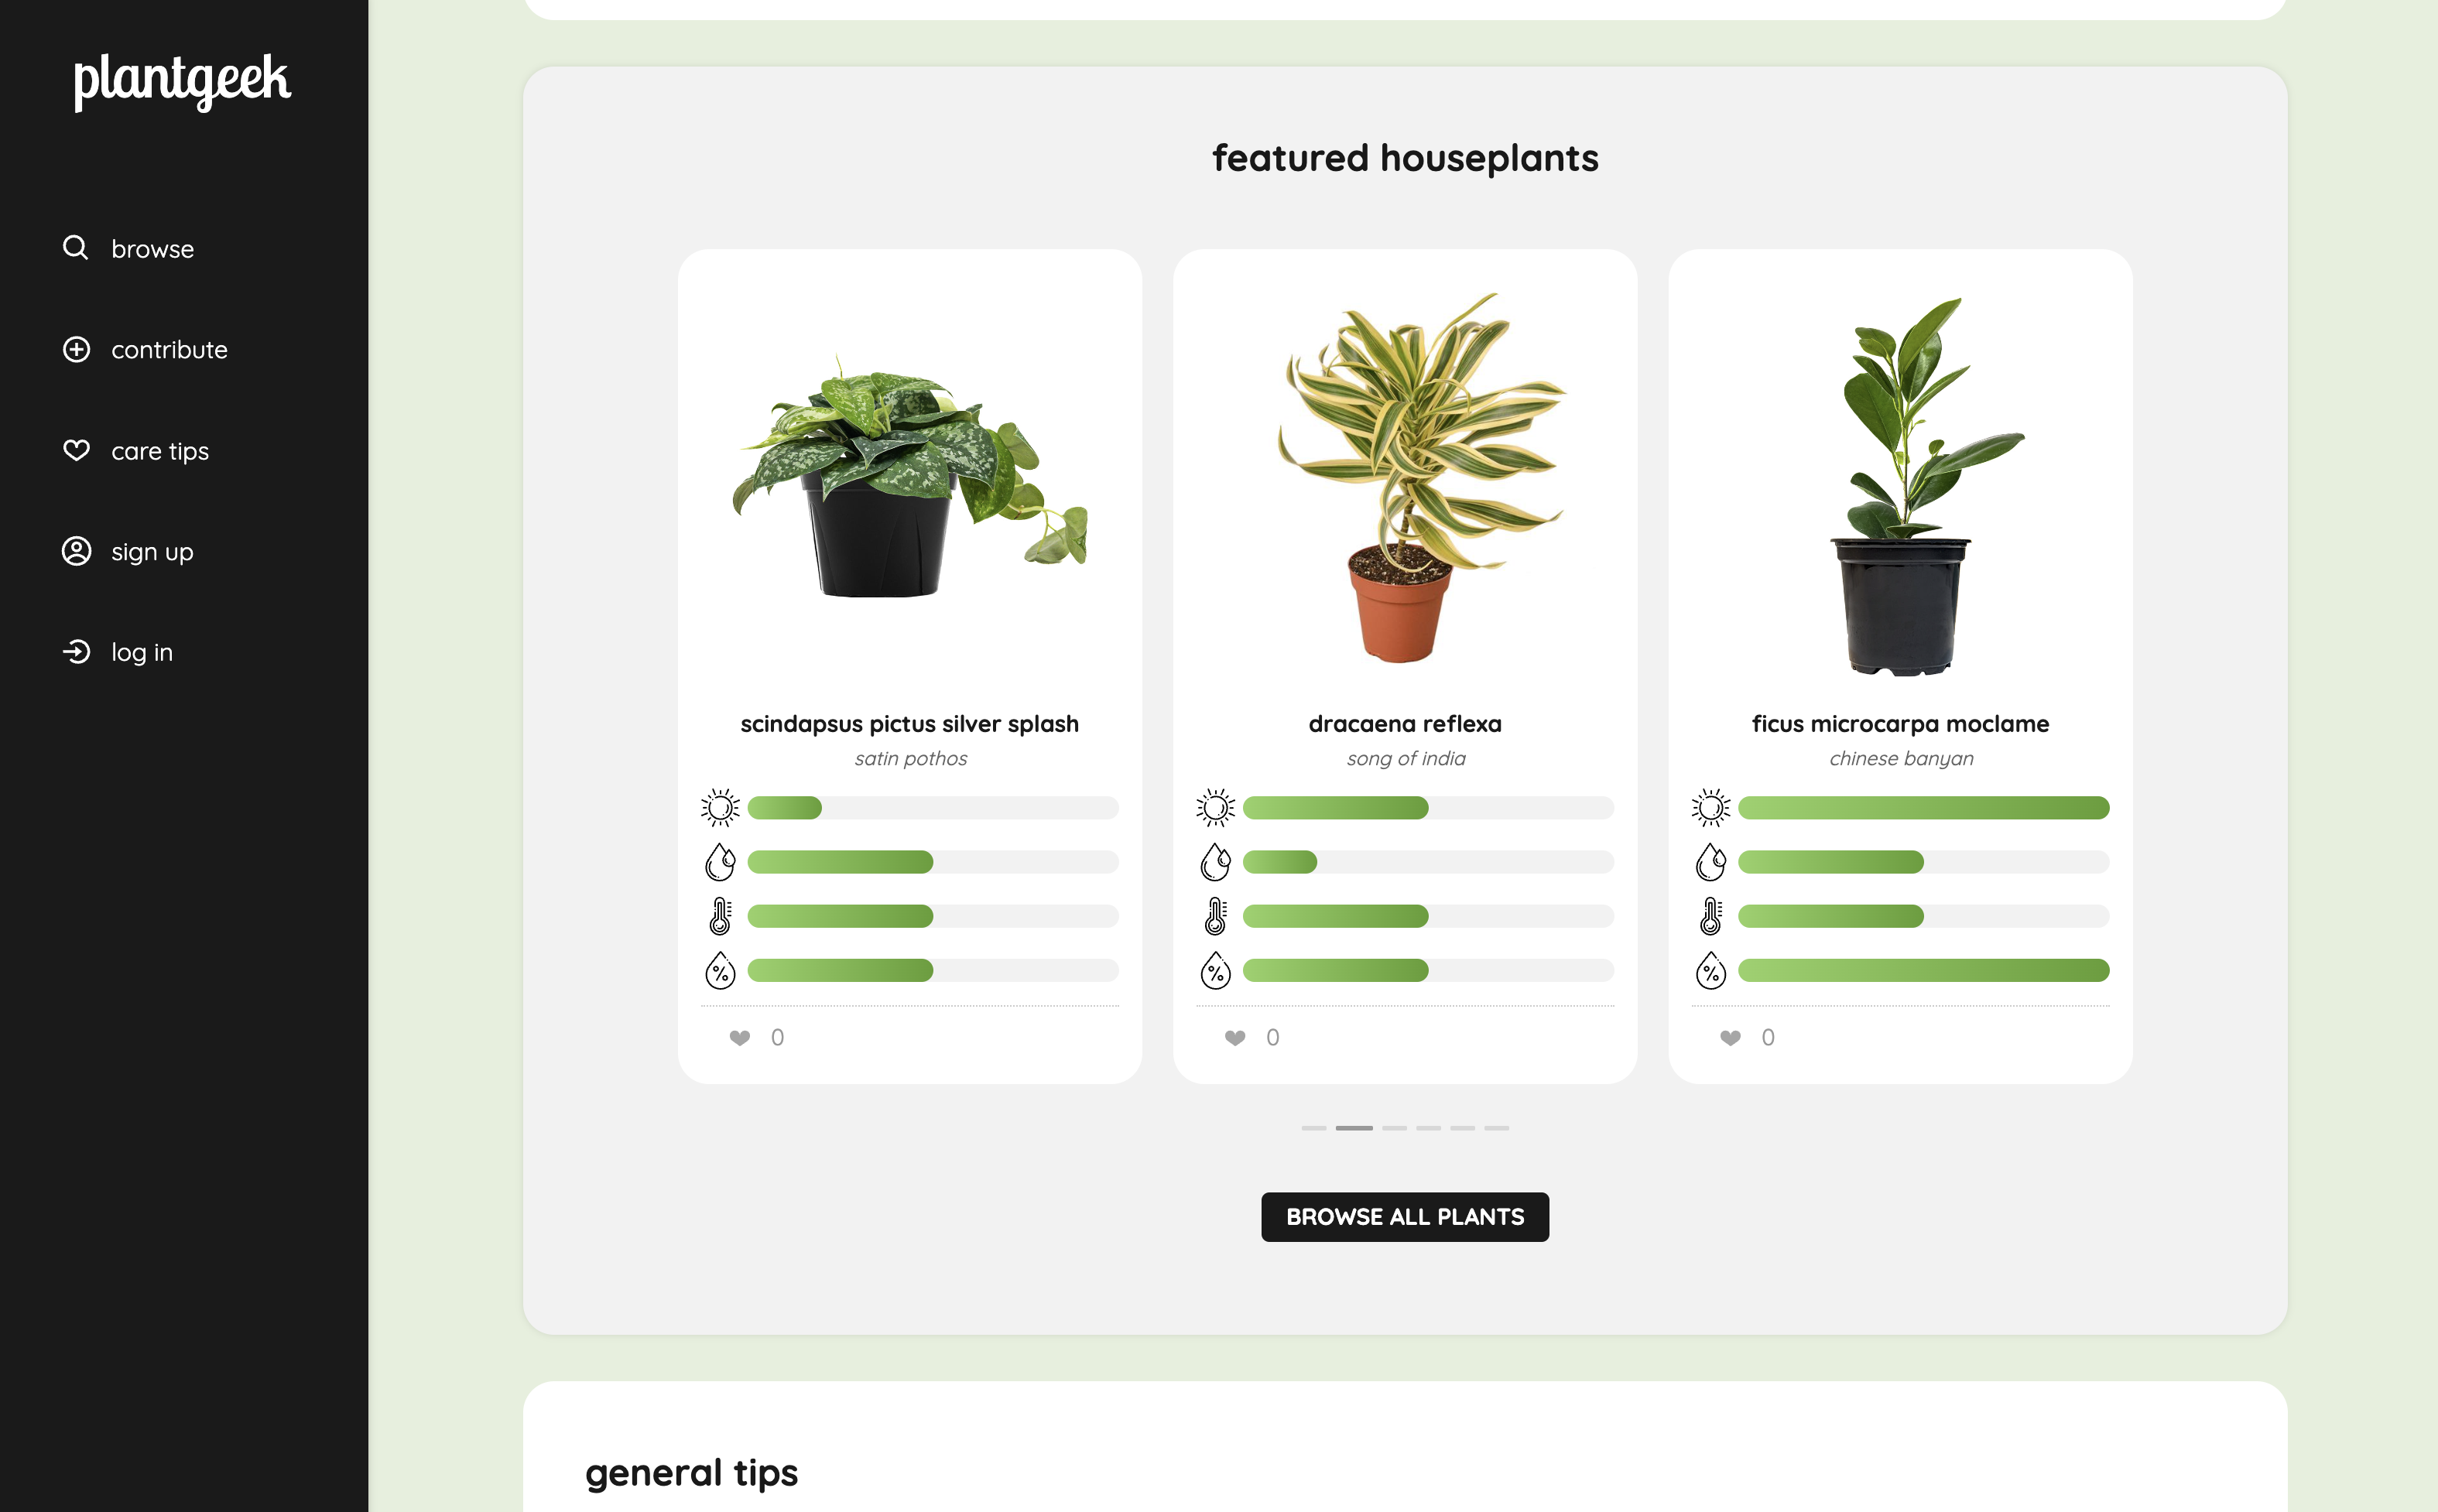 plantgeek
browse
contribute
care tips
sign up
log in
featured houseplants
scindapsus pictus silver splash
satin pothos
0
dracaena reflexa
song of india
0
ficus microcarpa moclame
chinese banyan
0
BROWSE ALL PLANTS
general tips